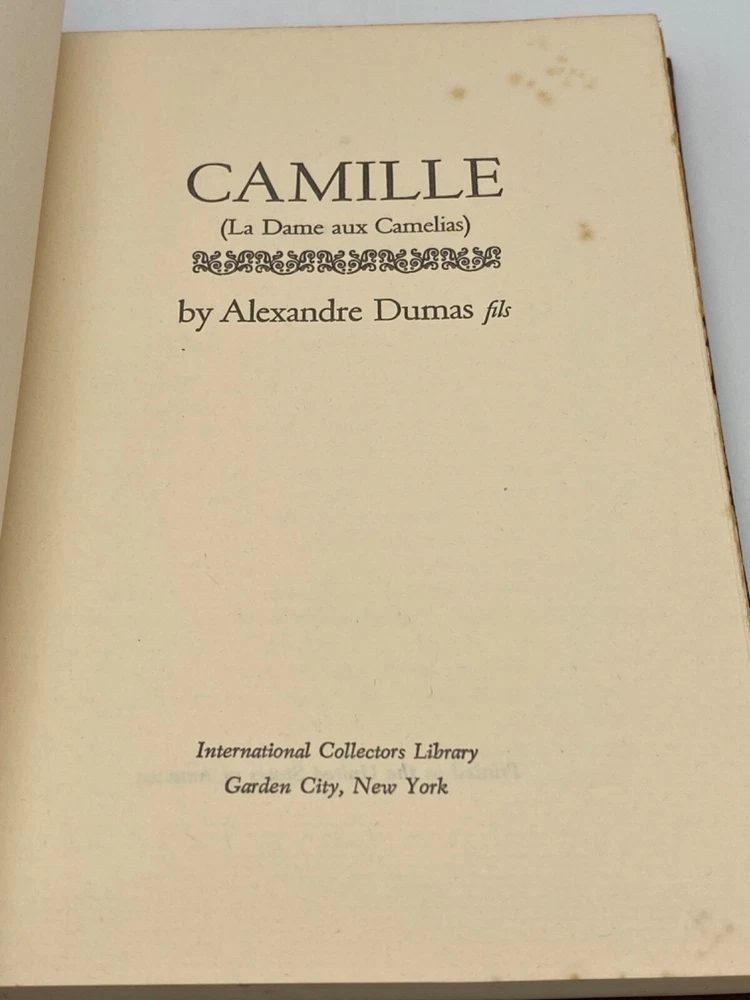 CAMILLE
(La Dame aux Camelias)
by Alexandre Dumas fils
International Collectors Library
Garden City, New York